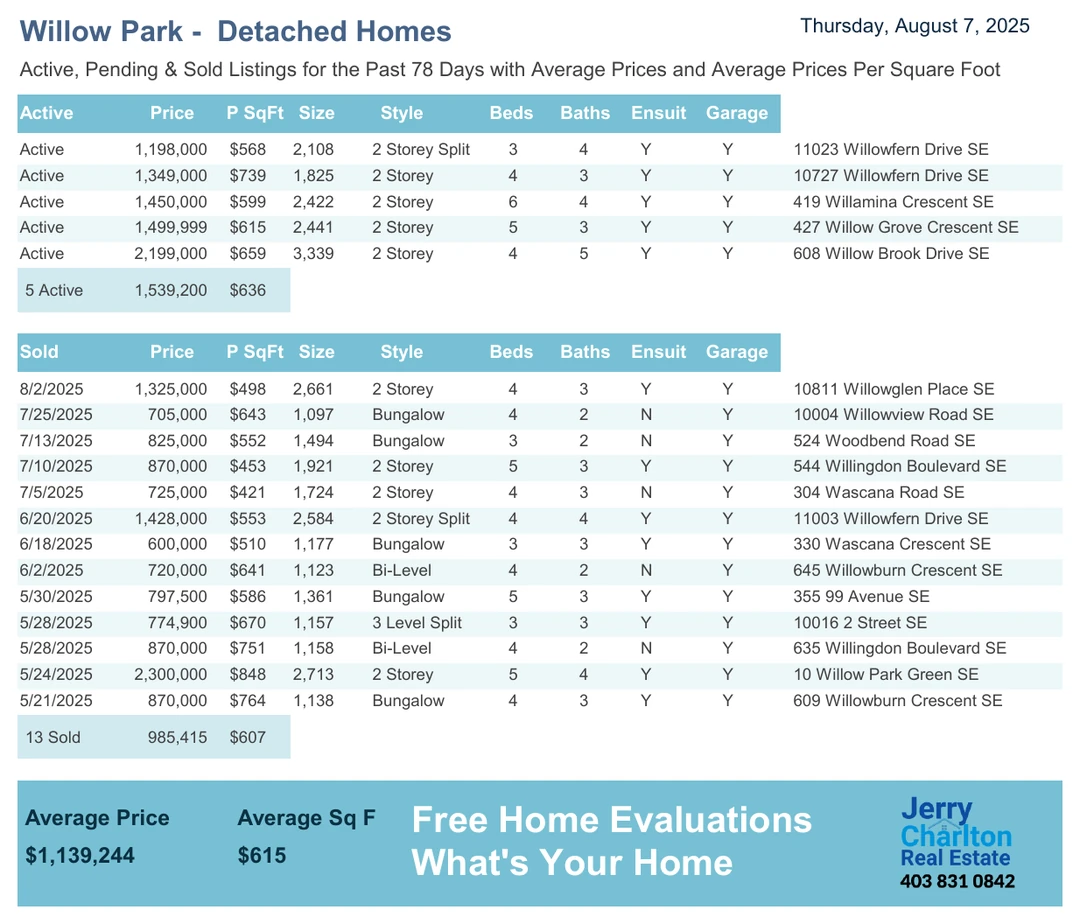 Willow Park - Detached Homes
Thursday, August 7, 2025
Active, Pending & Sold Listings for the Past 78 Days with Average Prices and Average Prices Per Square Foot
Active Price P SqFt Size Style Beds Baths Ensuit Garage
Active 1,198,000 $568 2,108 2 Storey Split 3 4 Y Y 11023 Willowfern Drive SE
Active 1,349,000 $739 1,825 2 Storey 4 3 Y Y 10727 Willowfern Drive SE
Active 1,450,000 $599 2,422 2 Storey 6 4 Y Y 419 Willamina Crescent SE
Active 1,499,999 $615 2,441 2 Storey 5 3 Y Y 427 Willow Grove Crescent SE
Active 2,199,000 $659 3,339 2 Storey 4 5 Y Y 608 Willow Brook Drive SE
5 Active 1,539,200 $636
Sold Price P SqFt Size Style Beds Baths Ensuit Garage
8/2/2025 1,325,000 $498 2,661 2 Storey 4 3 Y Y 10811 Willowglen Place SE
7/25/2025 705,000 $643 1,097 Bungalow 4 2 N Y 10004 Willowview Road SE
7/13/2025 825,000 $552 1,494 Bungalow 3 2 N Y 524 Woodbend Road SE
7/10/2025 870,000 $453 1,921 2 Storey 5 3 Y Y 544 Willingdon Boulevard SE
7/5/2025 725,000 $421 1,724 2 Storey 4 3 N Y 304 Wascana Road SE
6/20/2025 1,428,000 $553 2,584 2 Storey Split 4 4 Y Y 11003 Willowfern Drive SE
6/18/2025 600,000 $510 1,177 Bungalow 3 3 Y Y 330 Wascana Crescent SE
6/2/2025 720,000 $641 1,123 Bi-Level 4 2 N Y 645 Willowburn Crescent SE
5/30/2025 797,500 $586 1,361 Bungalow 5 3 Y Y 355 99 Avenue SE
5/28/2025 774,900 $670 1,157 3 Level Split 3 3 Y Y 10016 2 Street SE
5/28/2025 870,000 $751 1,158 Bi-Level 4 2 N Y 635 Willingdon Boulevard SE
5/24/2025 2,300,000 $848 2,713 2 Storey 5 4 Y Y 10 Willow Park Green SE
5/21/2025 870,000 $764 1,138 Bungalow 4 3 Y Y 609 Willowburn Crescent SE
13 Sold 985,415 $607
Average Price Average Sq F
$1,139,244 $615
Free Home Evaluations
What's Your Home
Jerry
Charlton
Real Estate
403 831 0842